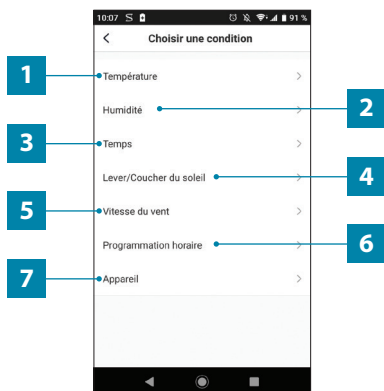 10:07 S 91 %
Choisir une condition
1 Température
Humidité 2
3 Temps
Lever/Coucher du soleil 4
5 Vitesse du vent
Programmation horaire 6
7 Appareil